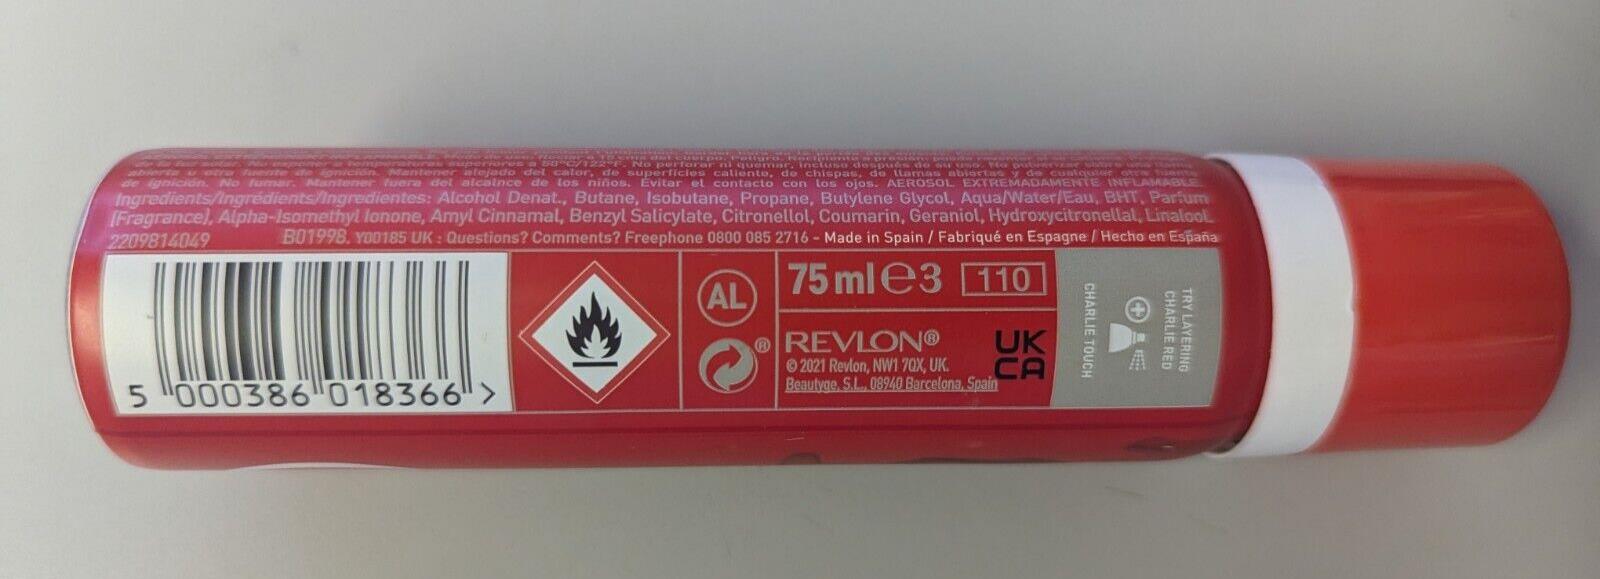 abierta u otra fuente de ignición. Mantener alejado del calor, de superficies caliente, de chispas, de llamas abiertas y de cualquier otra fuente
de ignición. No fumar. Mantener fuera del alcalnce de los niños. Evitar el contacto con los ojos. AEROSOL EXTREMADAMENTE INFLAMABLE.
Ingredients/Ingrédients/Ingredientes: Alcohol Denat., Butane, Isobutane, Propane, Butylene Glycol, Aqua/Water/Eau, BHT, Parfum
(Fragrance), Alpha-Isomethyl Ionone, Amyl Cinnamal, Benzyl Salicylate, Citronellol, Coumarin, Geraniol, Hydroxycitronellal, Linalool.
2209814049 B01998. Y00185 UK : Questions? Comments? Freephone 0800 085 2716 - Made in Spain / Fabriqué en Espagne / Hecho en España
5 000386 018366 >
AL
75 ml e 3 110
REVLON®
© 2021 Revlon, NW1 7QX, UK.
Beautyge, S.L., 08940 Barcelona, Spain
UK
CA
®
TRY LAYERING
CHARLIE RED
CHARLIE TOUCH